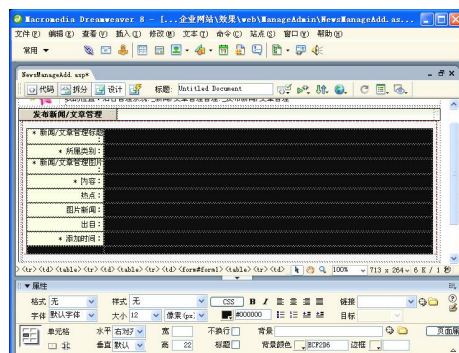 Macromedia Dreamweaver 8 - [...企业网站\效果\web\ManageAdmin\NewsManageAdd.as...
文件(F) 编辑(E) 查看(V) 插入(I) 修改(M) 文本(T) 命令(C) 站点(S) 窗口(W) 帮助(H)
常用
NewsManageAdd.asp*
代码 拆分 设计 标题: Untitled Document
发布新闻/文章管理
* 新闻/文章管理标题:
* 所属类别:
* 新闻/文章管理图片:
* 内容:
热点:
图片新闻:
出自:
* 添加时间:
<tr> <td> <table> <tr> <td> <table> <tr> <td> <form#form1> <table> <tr> <td> 100% 713 x 264 6 K / 1 秒
属性
格式 无 样式 无 CSS B I 链接
字体 默认字体 大小 12 像素(px) #000000 目标
单元格 水平 右对齐 宽 不换行 背景 页面属
垂直 默认 高 22 标题 背景颜色 #ECF2D6 边框